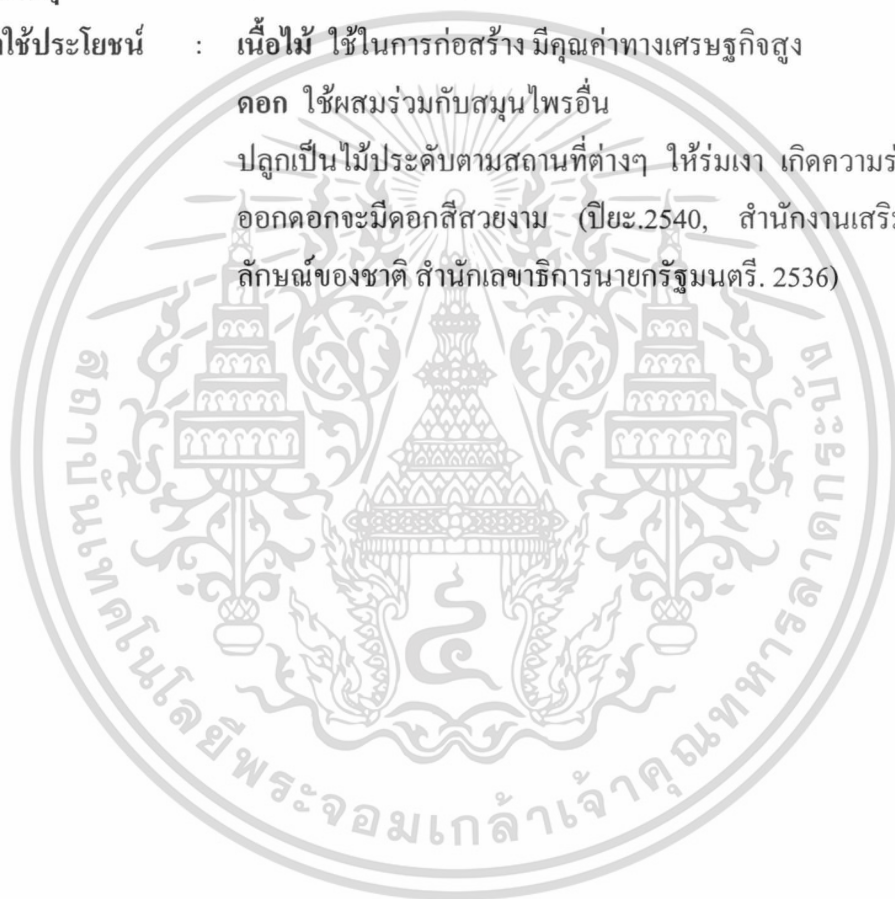 ใช้ประโยชน์ : เนื้อไม้ ใช้ในการก่อสร้าง มีคุณค่าทางเศรษฐกิจสูง
ดอก ใช้ผสมร่วมกับสมุนไพรอื่น
ปลูกเป็นไม้ประดับตามสถานที่ต่างๆ ให้ร่มเงา เกิดความร่
ออกดอกจะมีดอกสีสวยงาม (ปิยะ.2540, สำนักงานเสริ
ลักษณ์ของชาติ สำนักเลขาธิการนายกรัฐมนตรี. 2536)
สถาบันเทคโนโลยีพระจอมเกล้าเจ้าคุณทหารลาดกระบัง